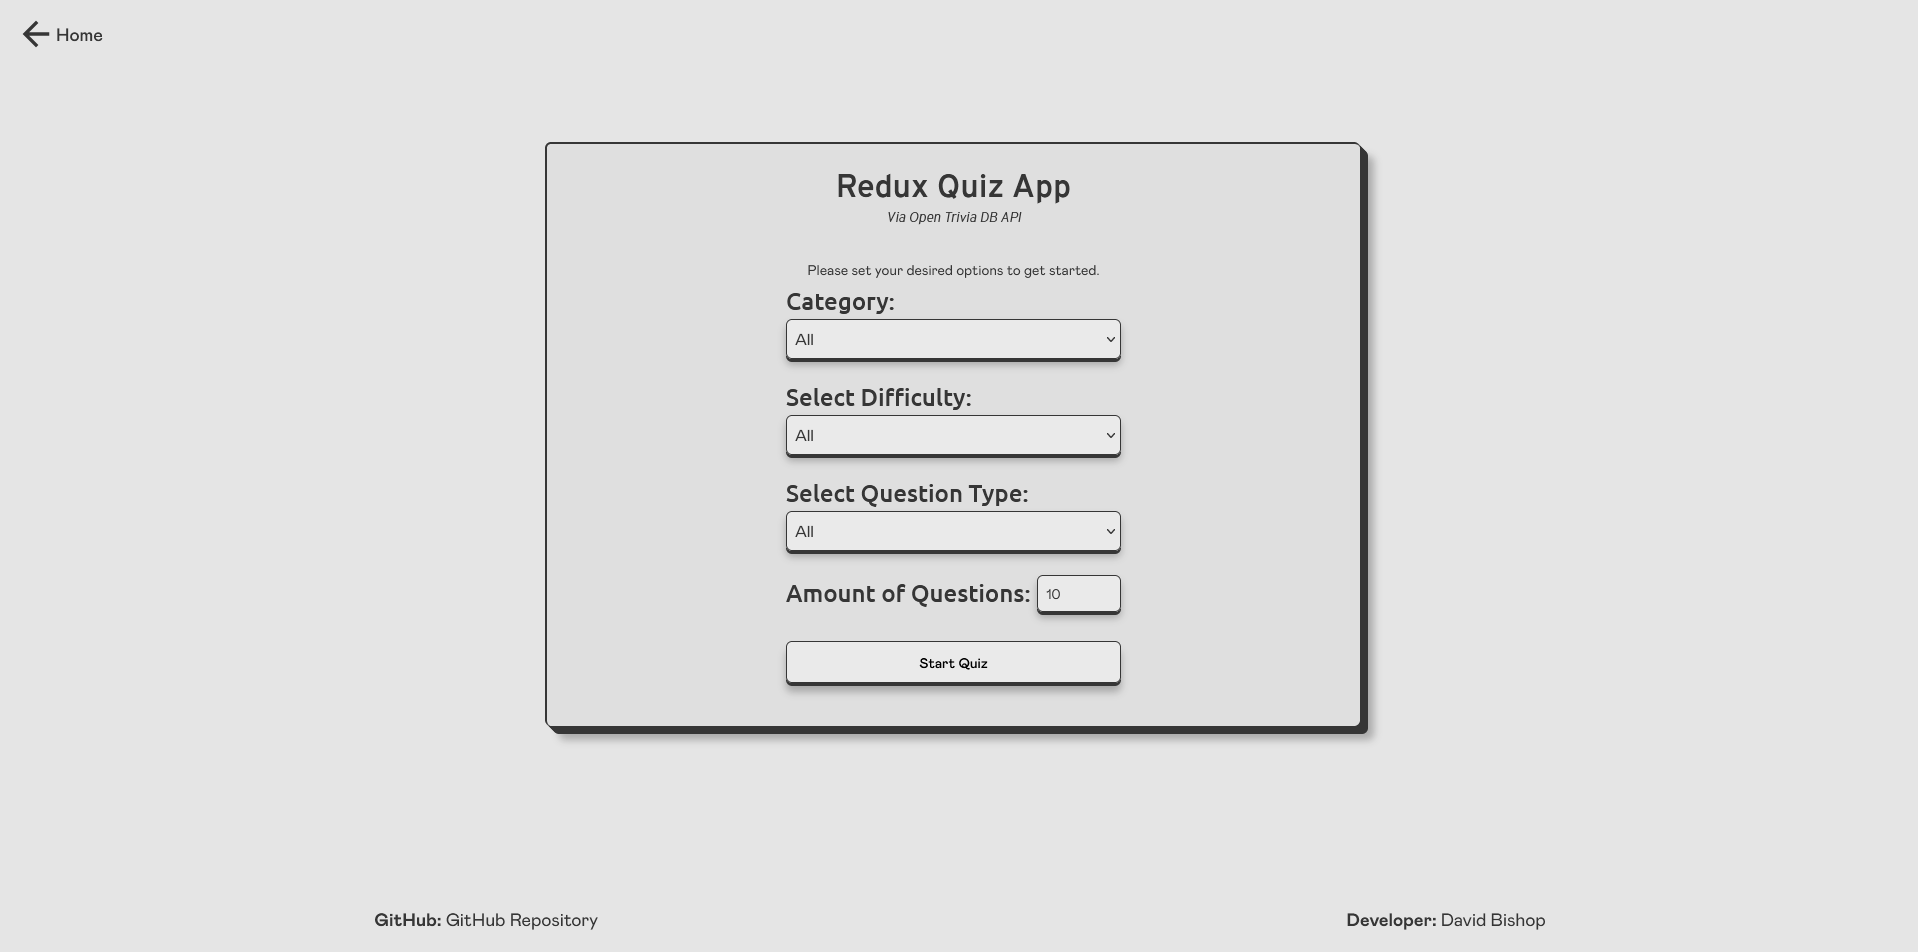 Home
Redux Quiz App
Via Open Trivia DB API
Please set your desired options to get started.
Category:
All
Select Difficulty:
All
Select Question Type:
All
Amount of Questions: 10
Start Quiz
GitHub: GitHub Repository
Developer: David Bishop